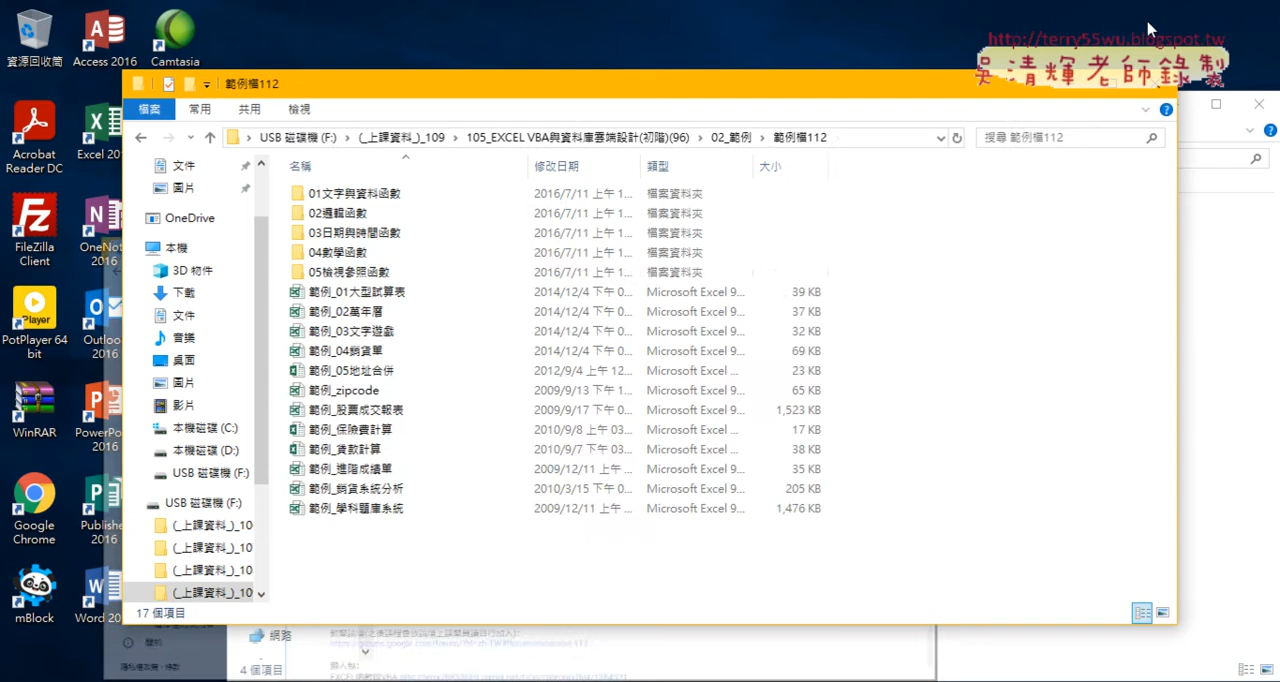 資源回收筒
Access 2016
Camtasia
http://terry55wu.blogspot.tw
吳清輝老師錄製
範例檔112
檔案
常用
共用
檢視
Acrobat
Reader DC
USB 磁碟機 (F:) › (_上課資料_)_109 › 105_EXCEL VBA與資料庫雲端設計(初階)(96) › 02_範例 › 範例檔112
搜尋 範例檔112
Excel 20
文件
圖片
OneDrive
本機
3D 物件
下載
文件
音樂
桌面
圖片
影片
本機磁碟 (C:)
本機磁碟 (D:)
USB 磁碟機 (F:)
USB 磁碟機 (F:)
(_上課資料_)_10
(_上課資料_)_10
(_上課資料_)_10
(_上課資料_)_10
名稱 修改日期 類型 大小
01文字與資料函數 2016/7/11 上午 1... 檔案資料夾
02邏輯函數 2016/7/11 上午 1... 檔案資料夾
03日期與時間函數 2016/7/11 上午 1... 檔案資料夾
04數學函數 2016/7/11 上午 1... 檔案資料夾
05檢視參照函數 2016/7/11 上午 1... 檔案資料夾
範例_01大型試算表 2014/12/4 下午 0... Microsoft Excel 9... 39 KB
範例_02萬年曆 2014/12/4 下午 0... Microsoft Excel 9... 37 KB
範例_03文字遊戲 2014/12/4 下午 0... Microsoft Excel 9... 32 KB
範例_04銷貨單 2014/12/4 下午 0... Microsoft Excel 9... 69 KB
範例_05地址合併 2012/9/4 上午 12... Microsoft Excel ... 23 KB
範例_zipcode 2009/9/13 上午 1... Microsoft Excel 9... 65 KB
範例_股票成交報表 2009/9/17 下午 0... Microsoft Excel 9... 1,523 KB
範例_保險費計算 2010/9/8 上午 03... Microsoft Excel ... 17 KB
範例_貸款計算 2010/9/7 下午 03... Microsoft Excel ... 38 KB
範例_進階成績單 2009/12/11 上午 ... Microsoft Excel 9... 35 KB
範例_銷貨系統分析 2010/3/15 下午 0... Microsoft Excel 9... 205 KB
範例_學科題庫系統 2009/12/11 上午 ... Microsoft Excel 9... 1,476 KB
17 個項目
FileZilla
Client
OneNot
2016
PotPlayer 64
bit
Outloo
2016
WinRAR
PowerPo
2016
Google
Chrome
Publish
2016
mBlock
Word 20
網路
4 個項目